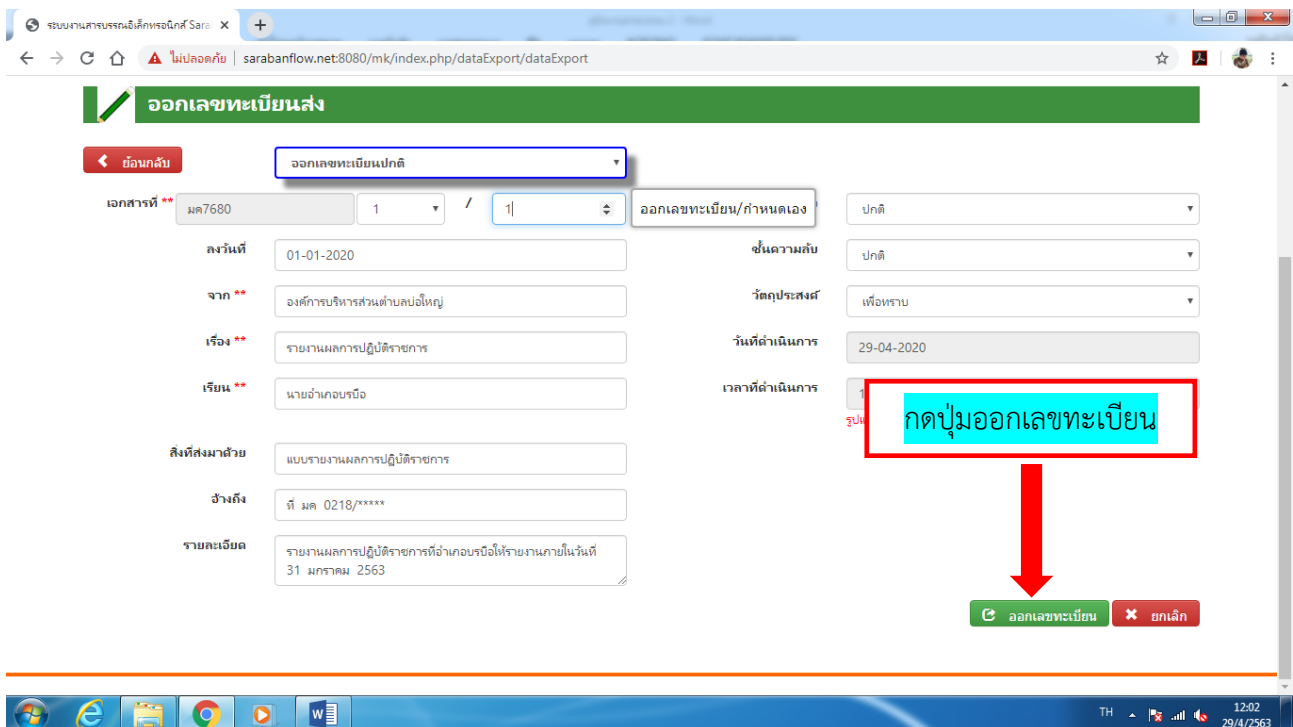 ระบบงานสารบรรณอิเล็กทรอนิกส์ Sara
ไม่ปลอดภัย | sarabanflow.net:8080/mk/index.php/dataExport/dataExport
ออกเลขทะเบียนส่ง
ย้อนกลับ
ออกเลขทะเบียนปกติ
เอกสารที่ ** มค7680 1 / 1 ออกเลขทะเบียน/กำหนดเอง ปกติ
ลงวันที่ 01-01-2020 ชั้นความลับ ปกติ
จาก ** องค์การบริหารส่วนตำบลบ่อใหญ่ วัตถุประสงค์ เพื่อทราบ
เรื่อง ** รายงานผลการปฏิบัติราชการ วันที่ดำเนินการ 29-04-2020
เรียน ** นายอำเภอบรบือ เวลาที่ดำเนินการ
กดปุ่มออกเลขทะเบียน
สิ่งที่ส่งมาด้วย แบบรายงานผลการปฏิบัติราชการ
อ้างถึง ที่ มค 0218/*****
รายละเอียด รายงานผลการปฏิบัติราชการที่อำเภอบรบือให้รายงานภายในวันที่
31 มกราคม 2563
ออกเลขทะเบียน ยกเลิก
TH 12:02
29/4/2563